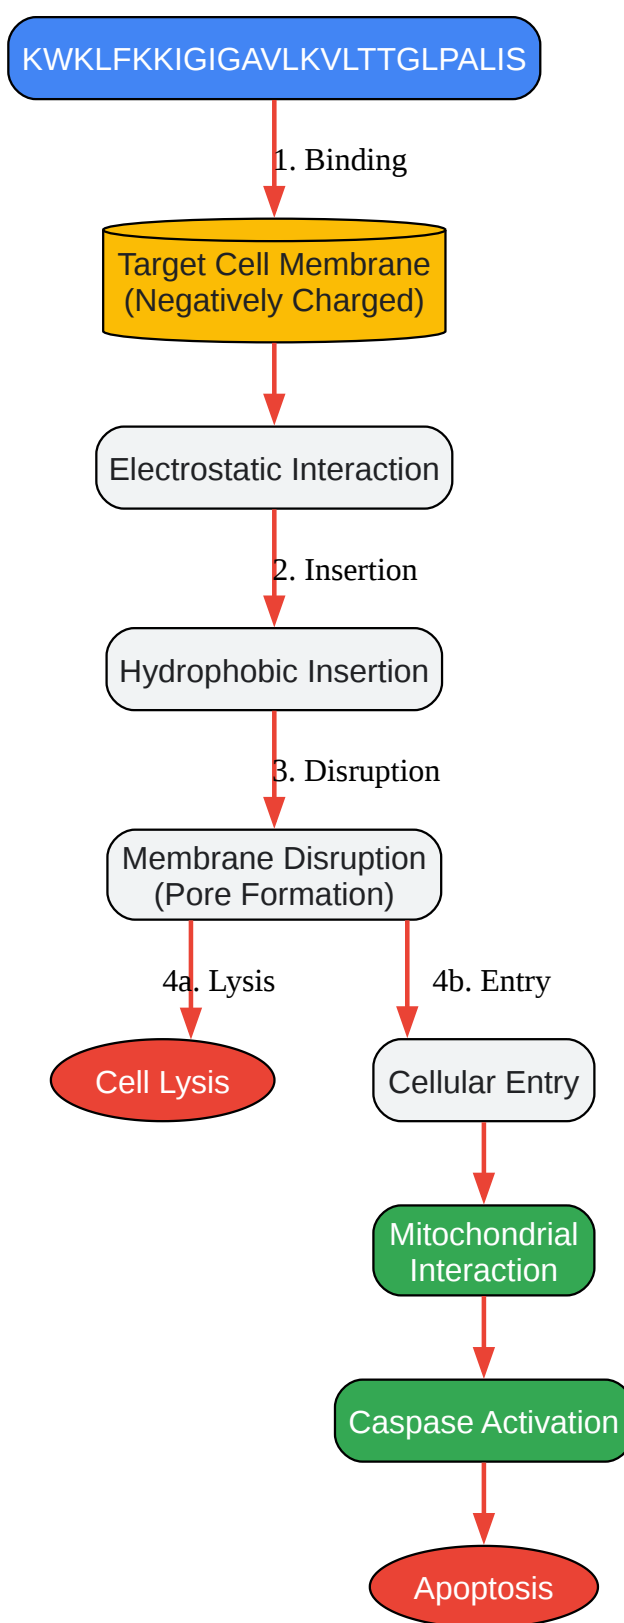 KWKLFKKIGIGAVLKVLTTGLPALIS
1. Binding
Target Cell Membrane
(Negatively Charged)
Electrostatic Interaction
2. Insertion
Hydrophobic Insertion
3. Disruption
Membrane Disruption
(Pore Formation)
4a. Lysis
4b. Entry
Cell Lysis
Cellular Entry
Mitochondrial
Interaction
Caspase Activation
Apoptosis